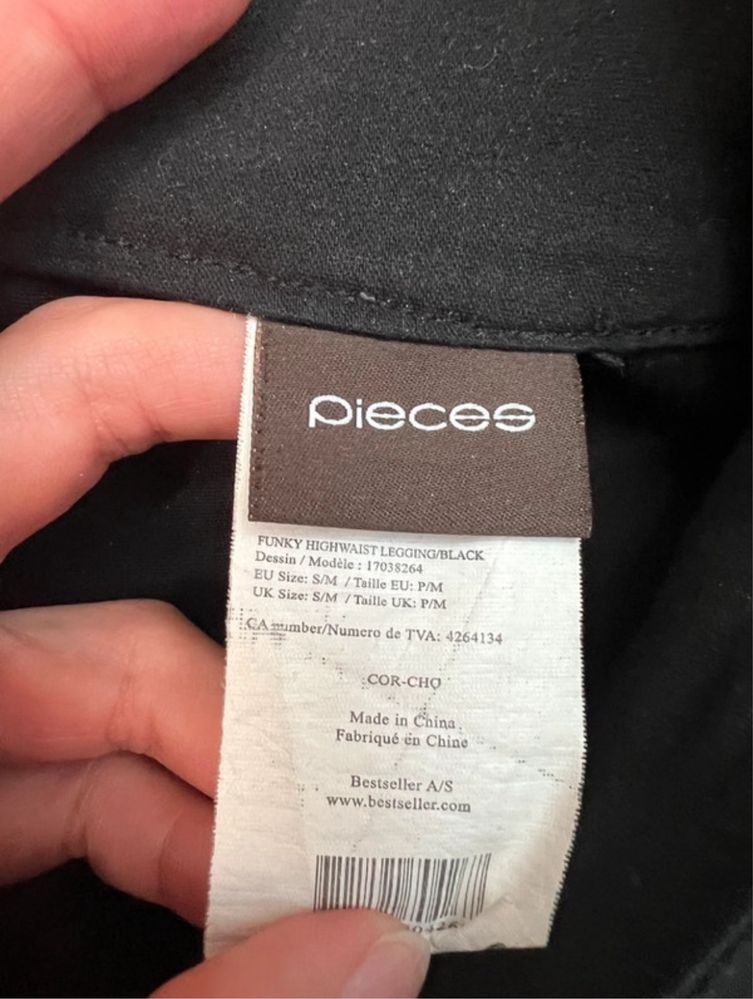 pieces
FUNKY HIGHWAIST LEGGING/BLACK
Dessin / Modèle : 17038264
EU Size: S/M / Taille EU: P/M
UK Size: S/M / Taille UK: P/M
CA number/Numero de TVA: 4264134
COR-CHO
Made in China
Fabriqué en Chine
Bestseller A/S
www.bestseller.com